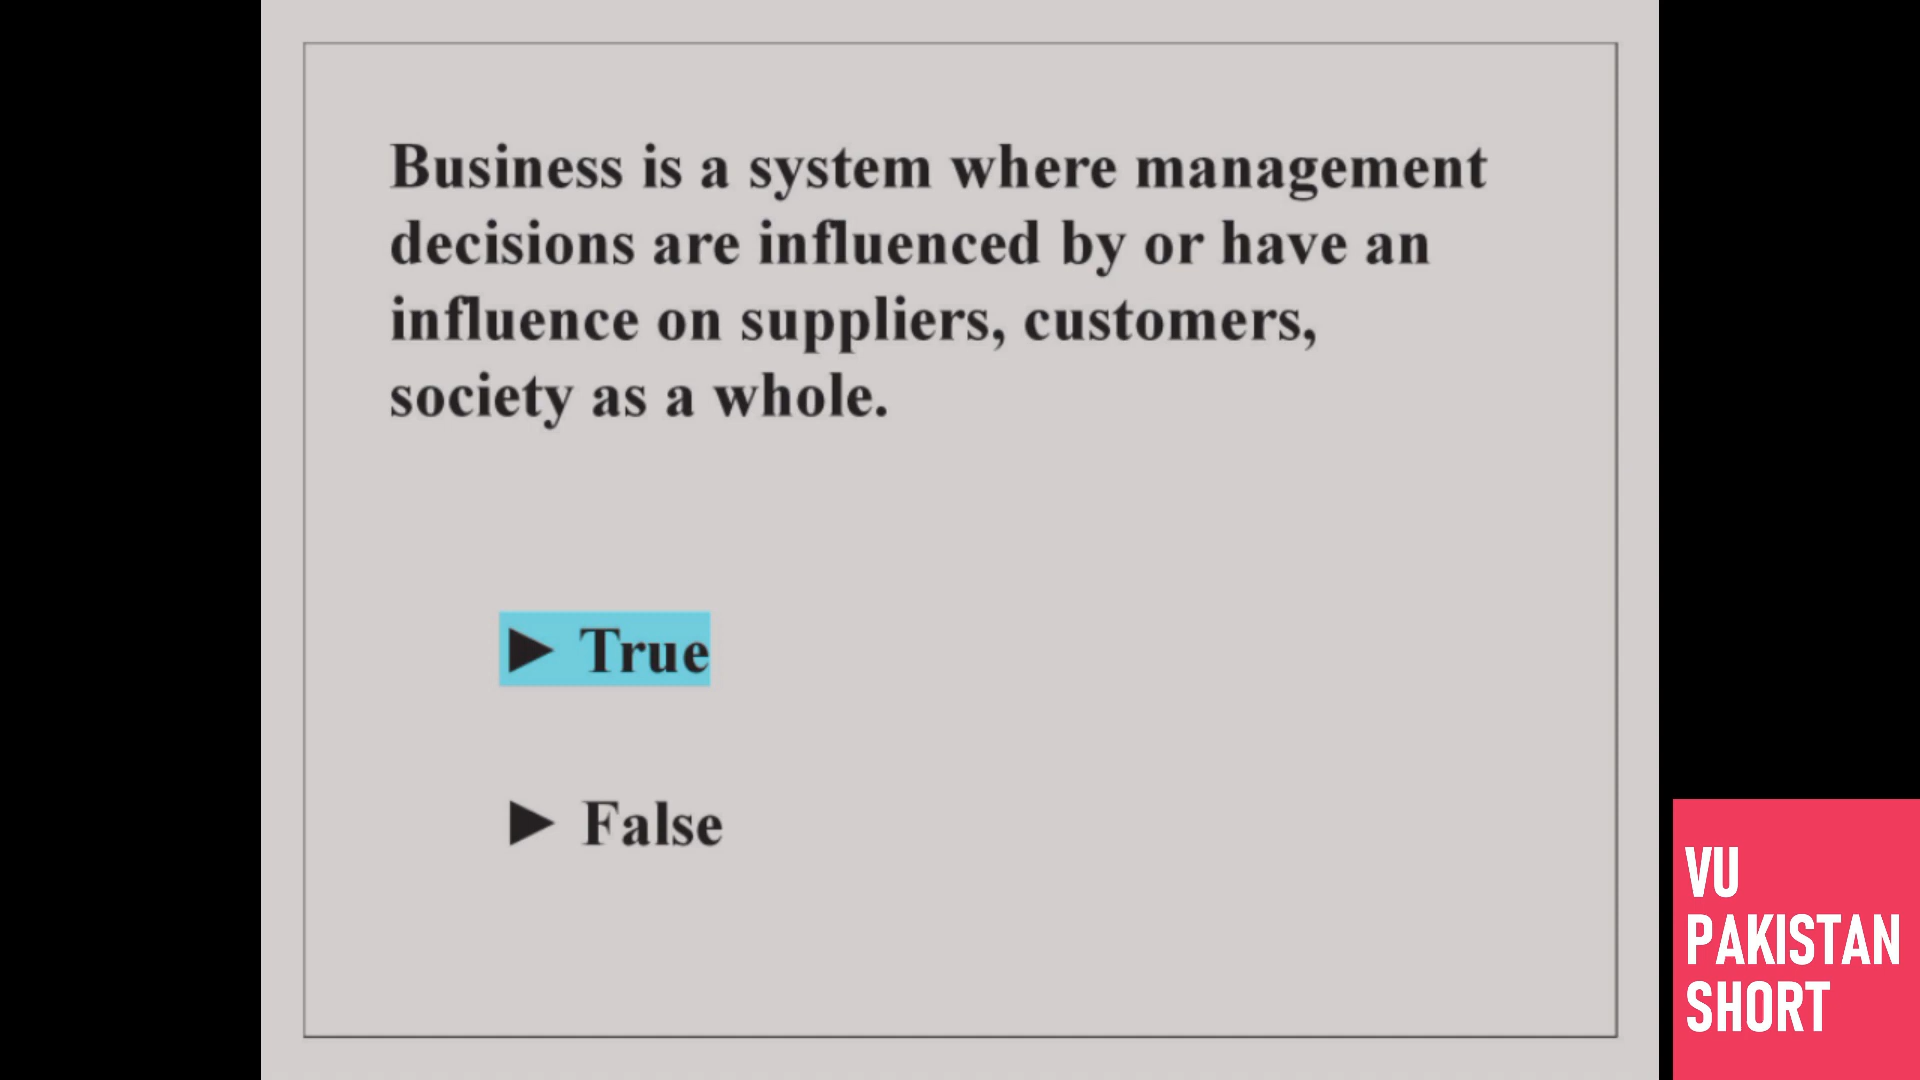 Business is a system where management
decisions are influenced by or have an
influence on suppliers, customers,
society as a whole.
► True
► False
VU
PAKISTAN
SHORT